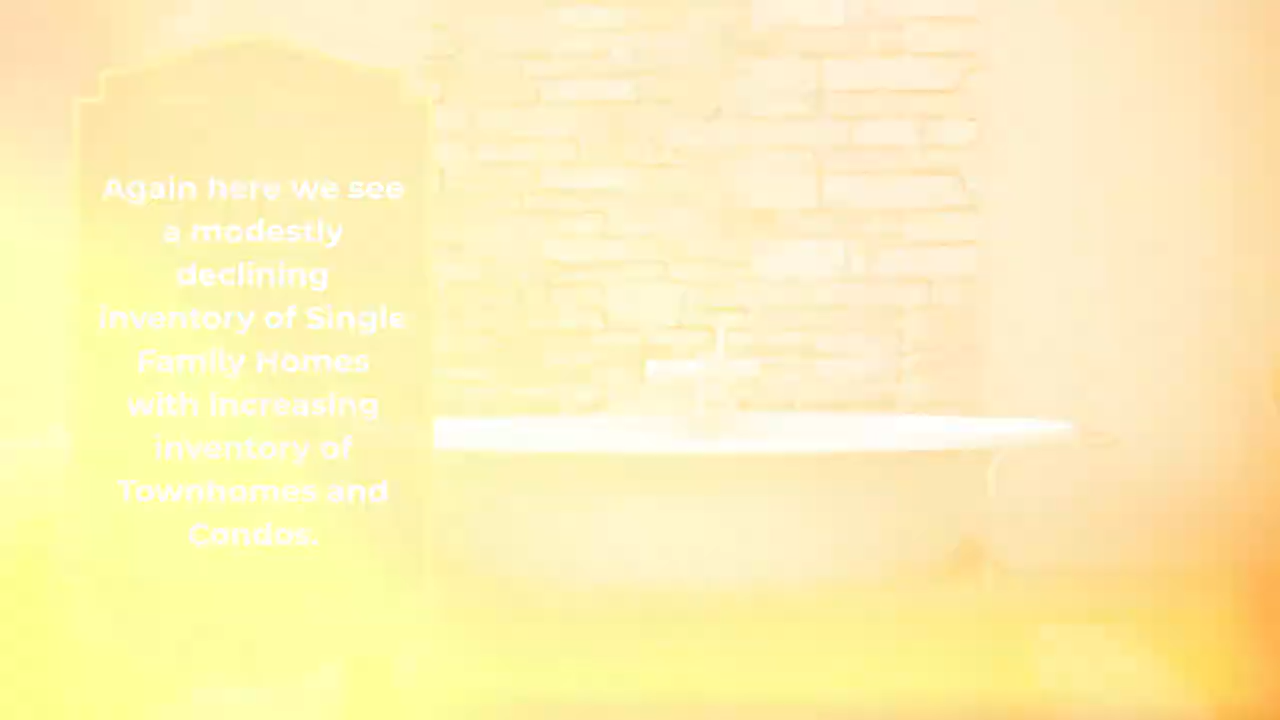 Again here we see
a modestly
declining
inventory of Single
Family Homes
with increasing
inventory of
Townhomes and
Condos.